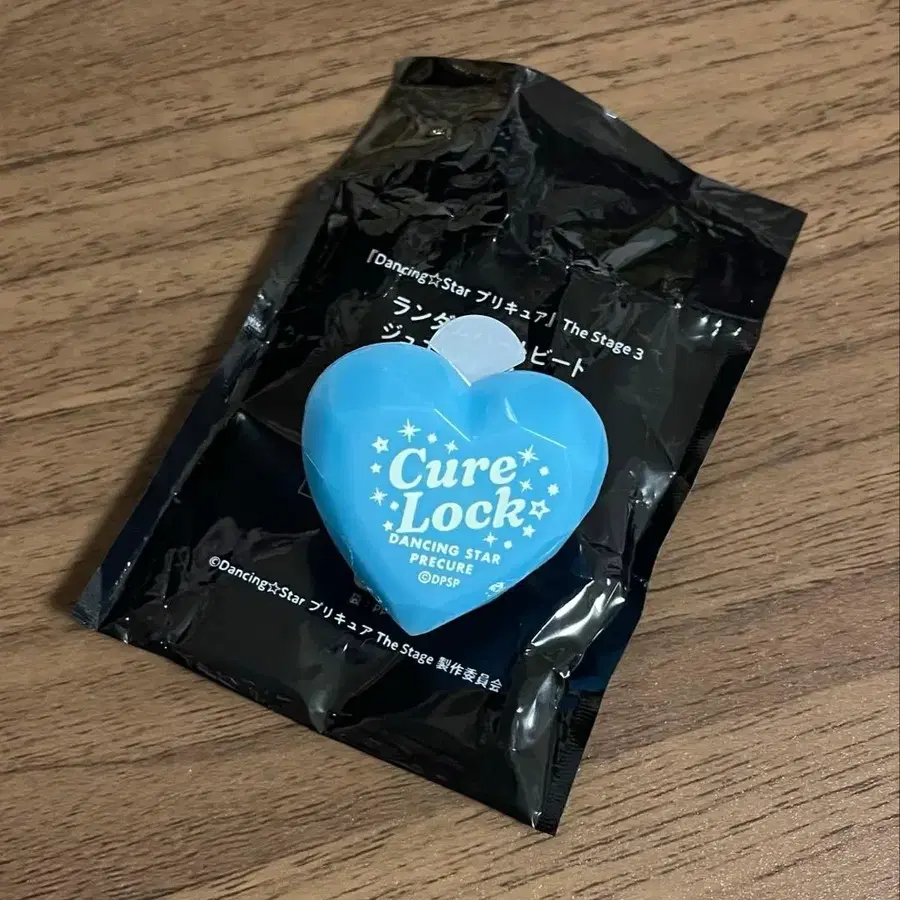 『Dancing☆Star プリキュア』The Stage 3
ランダ ビート
ジュ
Cure
Lock
DANCING STAR
PRECURE
©DPSP
©Dancing☆Star プリキュア The Stage 製作委員会